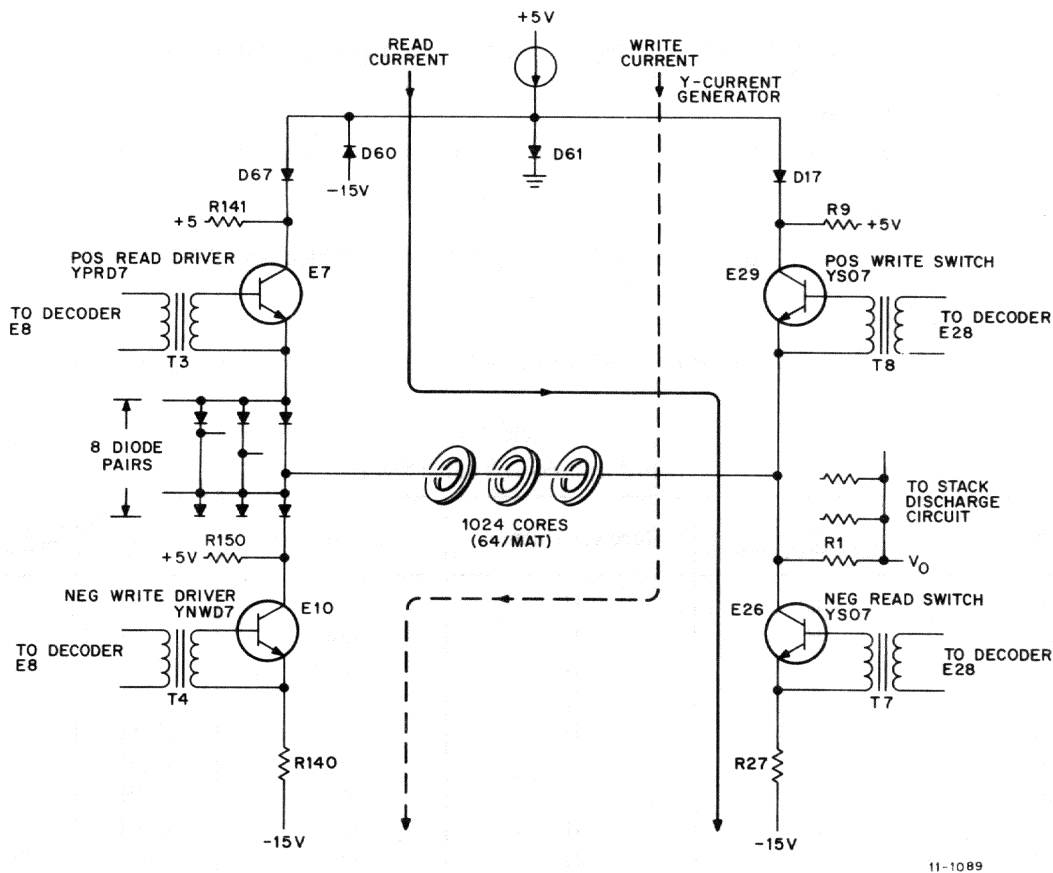 +5V
READ
CURRENT
WRITE
CURRENT
Y-CURRENT
GENERATOR
D60
-15V
D61
D67
D17
R141
+5
R9
+5V
POS READ DRIVER
YPRD7
E7
E29
POS WRITE SWITCH
YS07
TO DECODER
E8
T3
T8
TO DECODER
E28
8 DIODE
PAIRS
1024 CORES
(64/MAT)
TO STACK
DISCHARGE
CIRCUIT
R150
+5V
R1
VO
NEG WRITE DRIVER
YNWD7
E10
E26
NEG READ SWITCH
YS07
TO DECODER
E8
T4
T7
TO DECODER
E28
R140
R27
-15V
-15V
11-1089